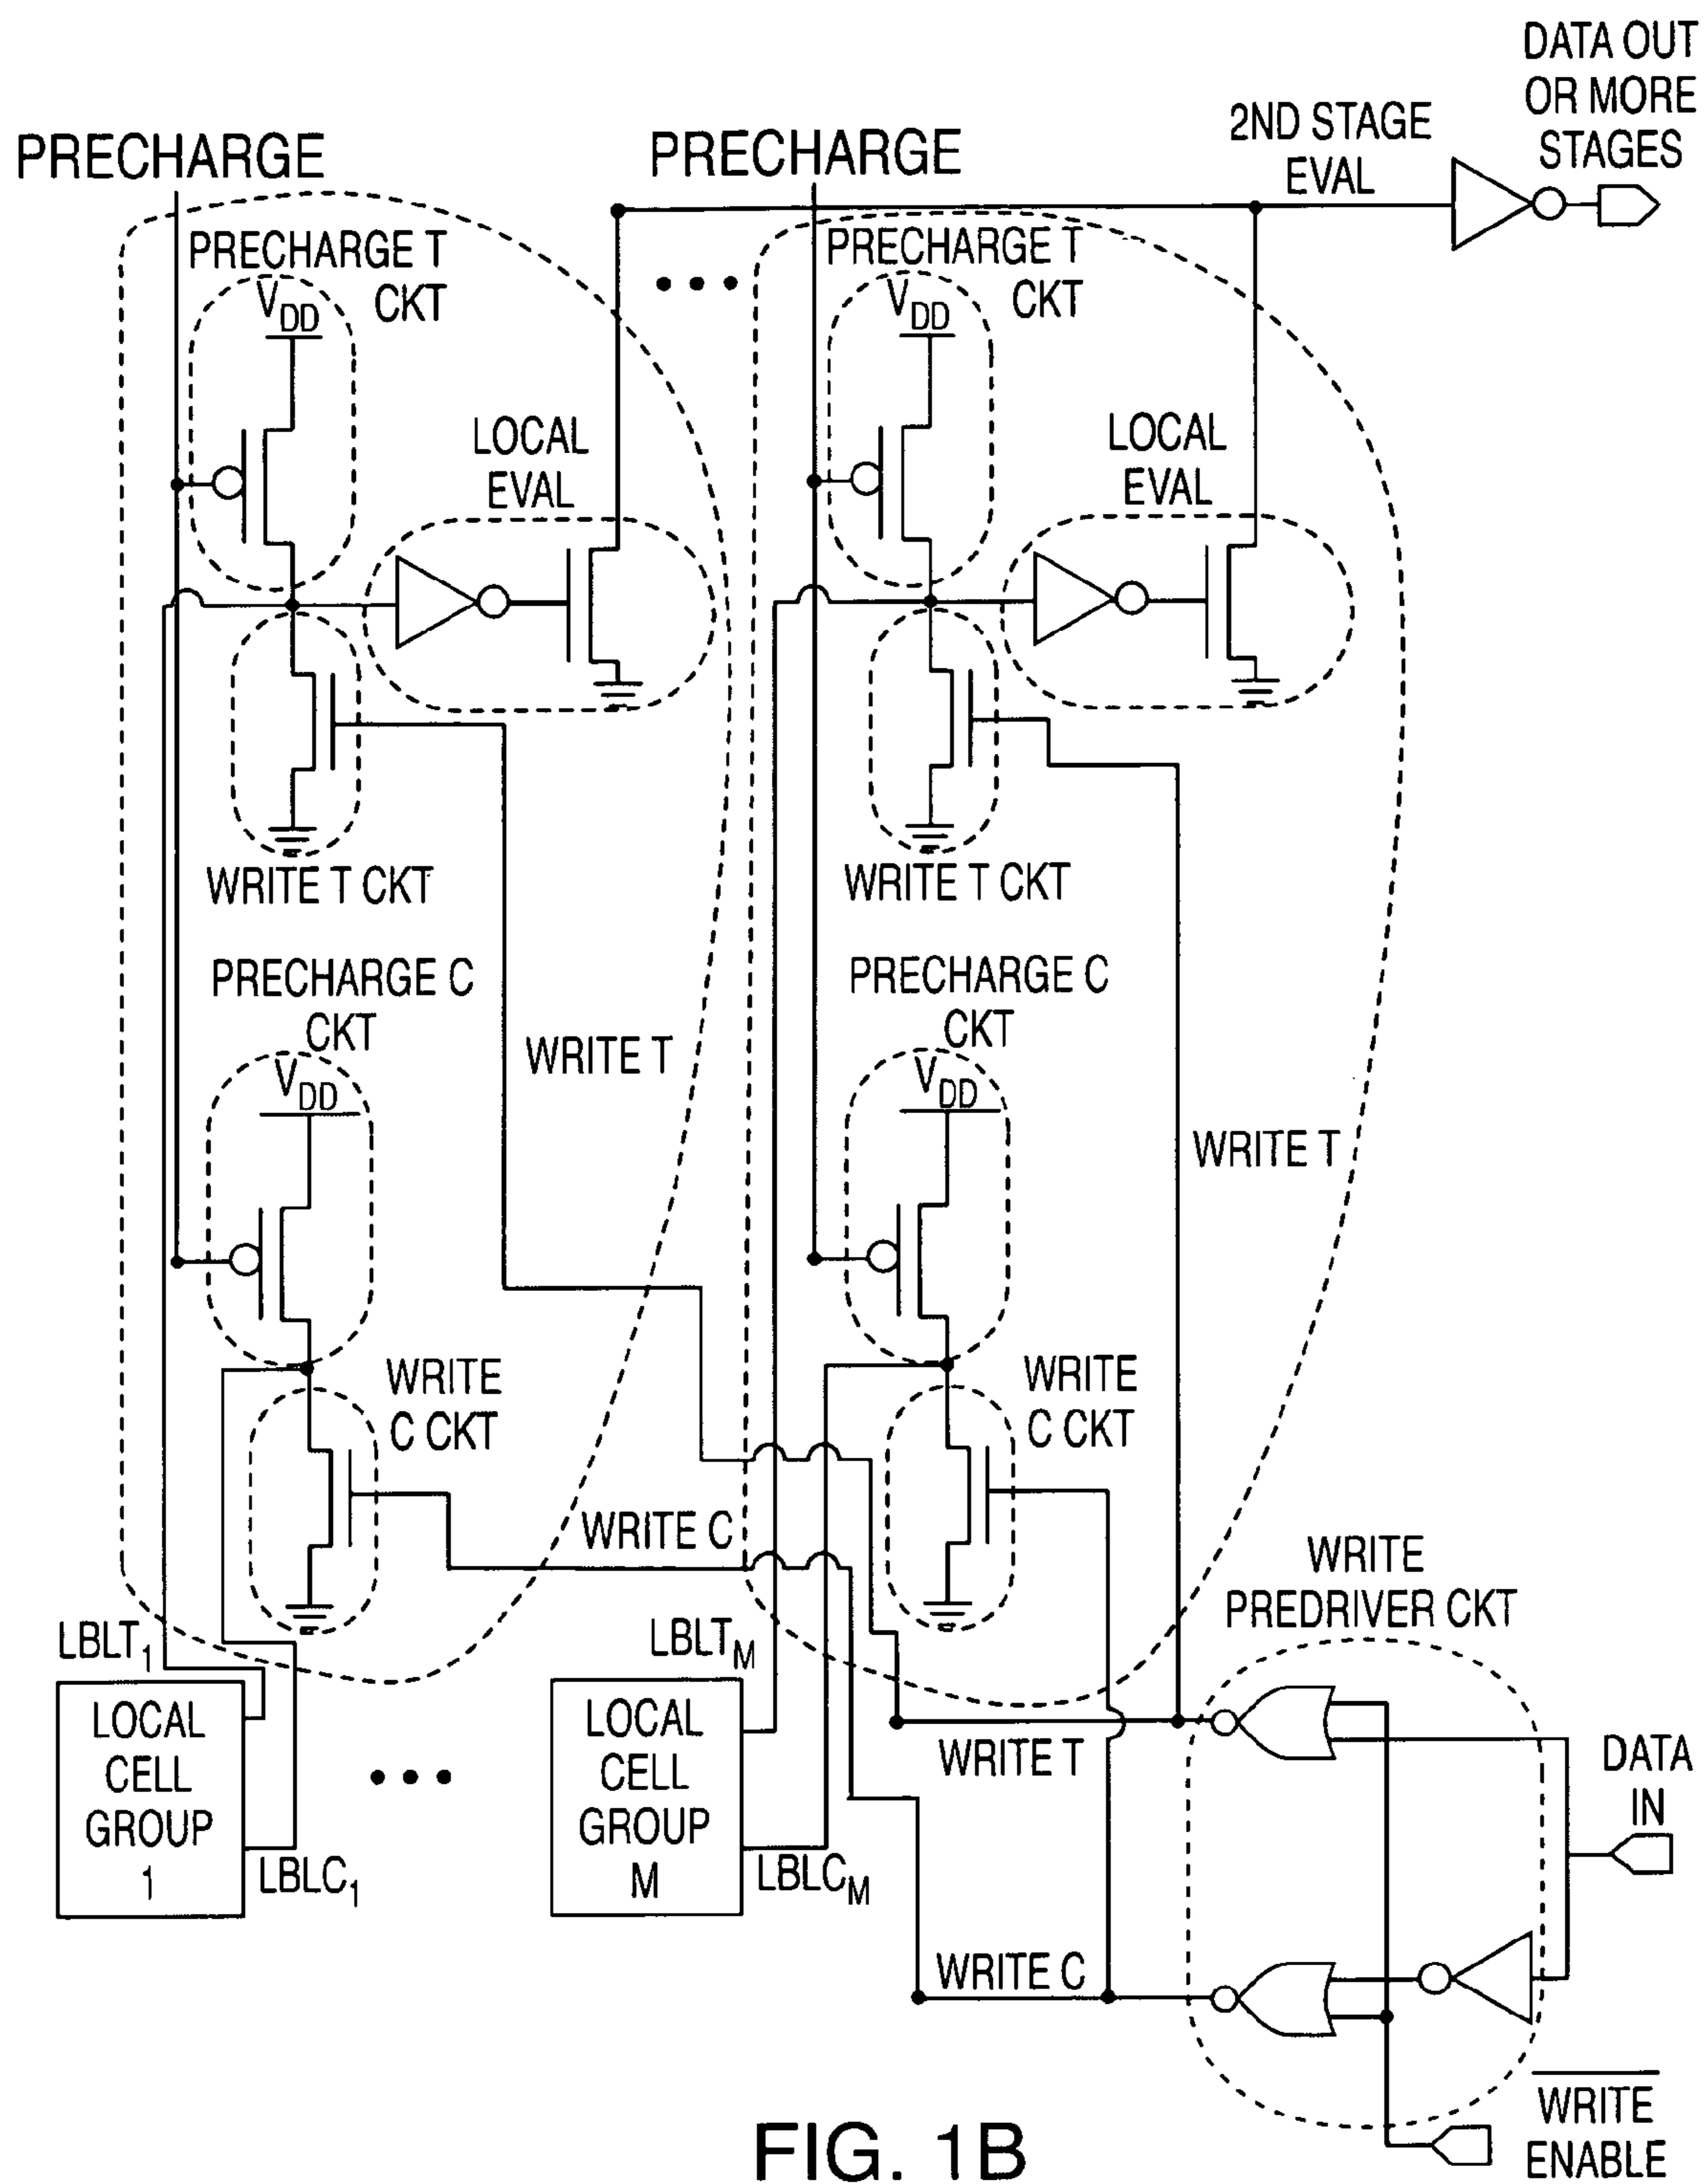 DATA OUT
OR MORE
STAGES
2ND STAGE
EVAL
PRECHARGE
PRECHARGE
PRECHARGE T
CKT
VDD
LOCAL
EVAL
WRITE T CKT
PRECHARGE T
CKT
VDD
LOCAL
EVAL
WRITE T CKT
PRECHARGE C
CKT
VDD
WRITE T
PRECHARGE C
CKT
VDD
WRITE T
WRITE
C CKT
WRITE C
WRITE
C CKT
WRITE
PREDRIVER CKT
LBLT1
LOCAL
CELL
GROUP
1
LBLC1
LBLTM
LOCAL
CELL
GROUP
M
LBLCM
WRITE T
DATA
IN
WRITE C
WRITE
ENABLE
FIG. 1B